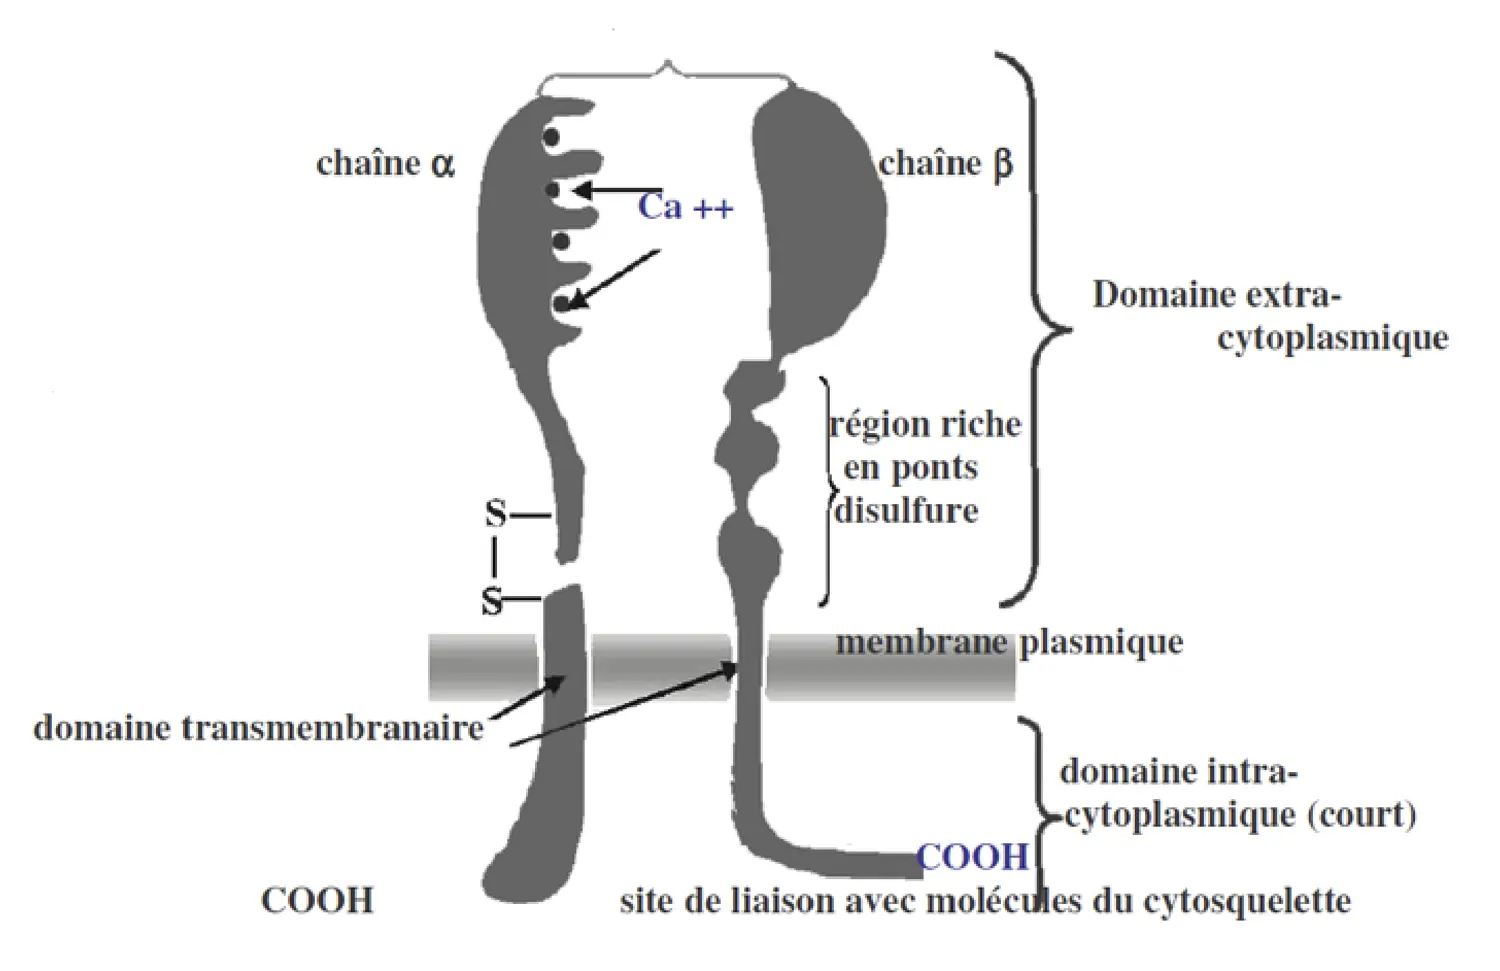 chaîne α
chaîne β
Ca ++
Domaine extra-
cytoplasmique
région riche
en ponts
disulfure
S
S
membrane plasmique
domaine transmembranaire
domaine intra-
cytoplasmique (court)
COOH
COOH
site de liaison avec molécules du cytosquelette